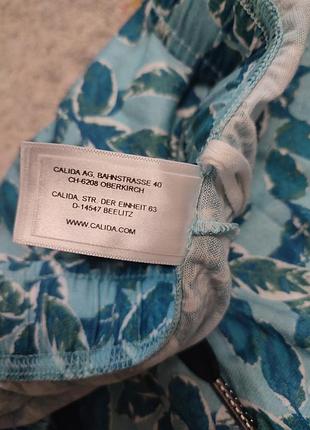 CALIDA AG, BAHNSTRASSE 40
CH-6208 OBERKIRCH
CALIDA, STR. DER EINHEIT 63
D-14547 BEELITZ
WWW.CALIDA.COM